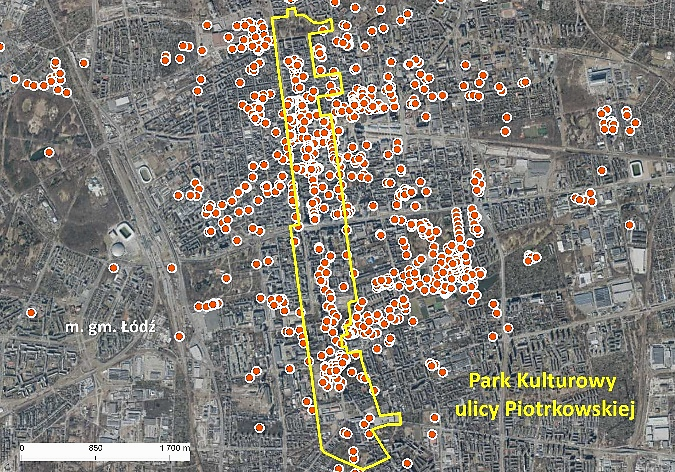 m. gm. Łódź
Park Kulturowy
ulicy Piotrkowskiej
0 850 1 700 m